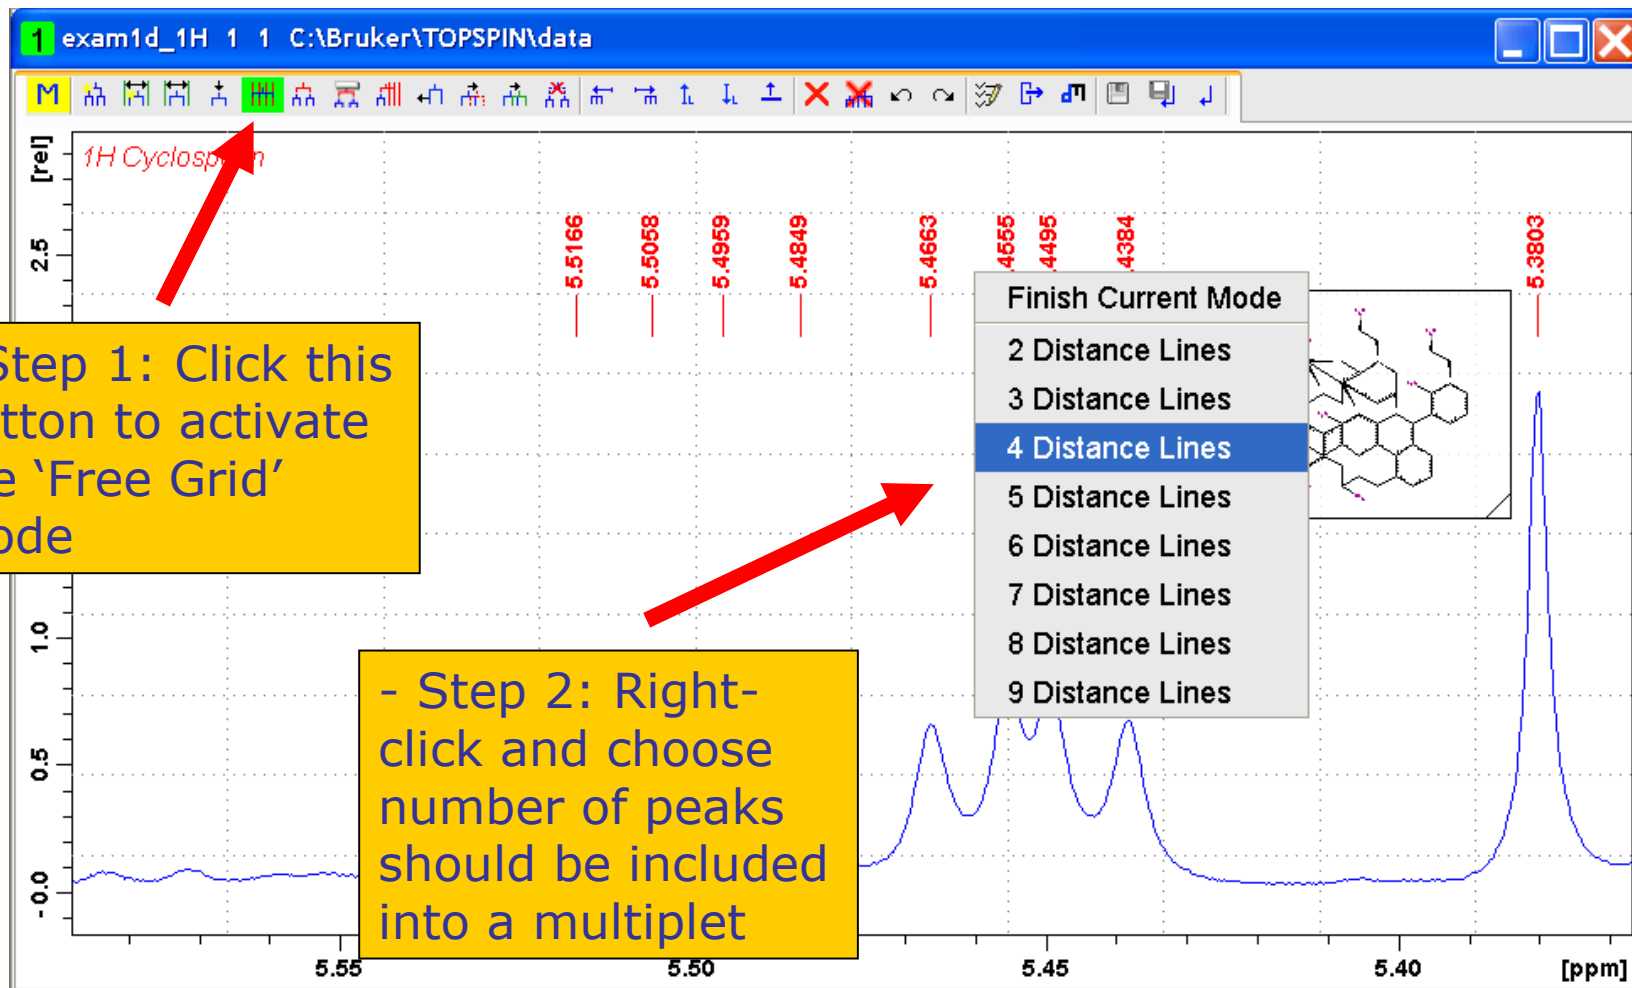 1 exam1d_1H 1 1 C:\Bruker\TOPSPIN\data
M
[rel]
1H
2.5
1.0
0.5
- 0.0
5.5166
5.5058
5.4959
5.4849
5.4663
.4555
.4495
.4384
5.3803
Step 1: Click this
tton to activate
e ‘Free Grid’
ode
Finish Current Mode
2 Distance Lines
3 Distance Lines
4 Distance Lines
5 Distance Lines
6 Distance Lines
7 Distance Lines
8 Distance Lines
9 Distance Lines
- Step 2: Right-
click and choose
number of peaks
should be included
into a multiplet
5.55
5.50
5.45
5.40
[ppm]